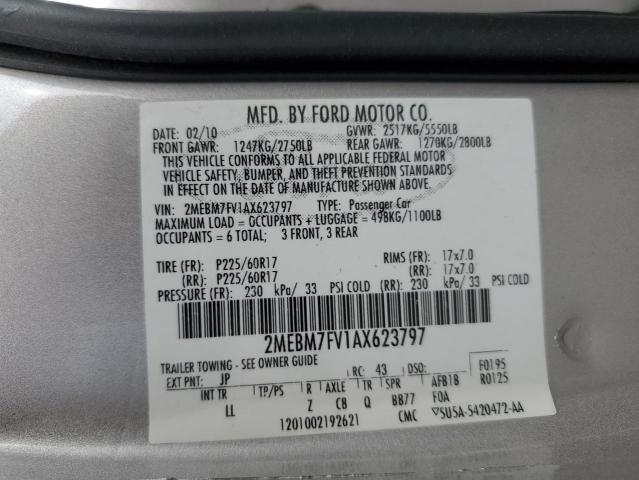 MFD. BY FORD MOTOR CO.
DATE: 02/10 GVWR: 2517KG/5550LB
FRONT GAWR: 1247KG/2750LB REAR GAWR: 1270KG/2800LB
THIS VEHICLE CONFORMS TO ALL APPLICABLE FEDERAL MOTOR
VEHICLE SAFETY, BUMPER, AND THEFT PREVENTION STANDARDS
IN EFFECT ON THE DATE OF MANUFACTURE SHOWN ABOVE.
VIN: 2MEBM7FV1AX623797 TYPE: Passenger Car
MAXIMUM LOAD = OCCUPANTS + LUGGAGE = 498KG/1100LB
OCCUPANTS = 6 TOTAL; 3 FRONT, 3 REAR
TIRE (FR): P225/60R17 RIMS (FR): 17x7.0
(RR): P225/60R17 (RR): 17x7.0
PRESSURE (FR): 230 kPa/ 33 PSI COLD (RR): 230 kPa/ 33 PSI COLD
2MEBM7FV1AX623797
TRAILER TOWING - SEE OWNER GUIDE
EXT PNT: JP RC: 43 DSO: F0195
INT TR TP/PS R AXLE TR SPR AFB1B R0125
LL Z C8 Q BB77 FOA
1201002192621 CMC ▽5U5A-5420472-AA